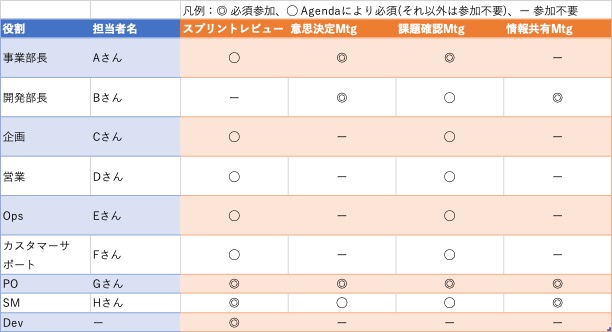 凡例：◎ 必須参加、〇 Agendaにより必須(それ以外は参加不要)、ー 参加不要
役割 担当者名 スプリントレビュー 意思決定Mtg 課題確認Mtg 情報共有Mtg
事業部長 Aさん 〇 ◎ ◎ ー
開発部長 Bさん ー ◎ 〇 ◎
企画 Cさん 〇 ー 〇 ー
営業 Dさん 〇 ー 〇 ー
Ops Eさん 〇 ー 〇 ー
カスタマーサ
ポート Fさん 〇 ー 〇 ー
PO Gさん ◎ ◎ ◎ ◎
SM Hさん ◎ 〇 〇 ◎
Dev ー ◎ ー ー ー